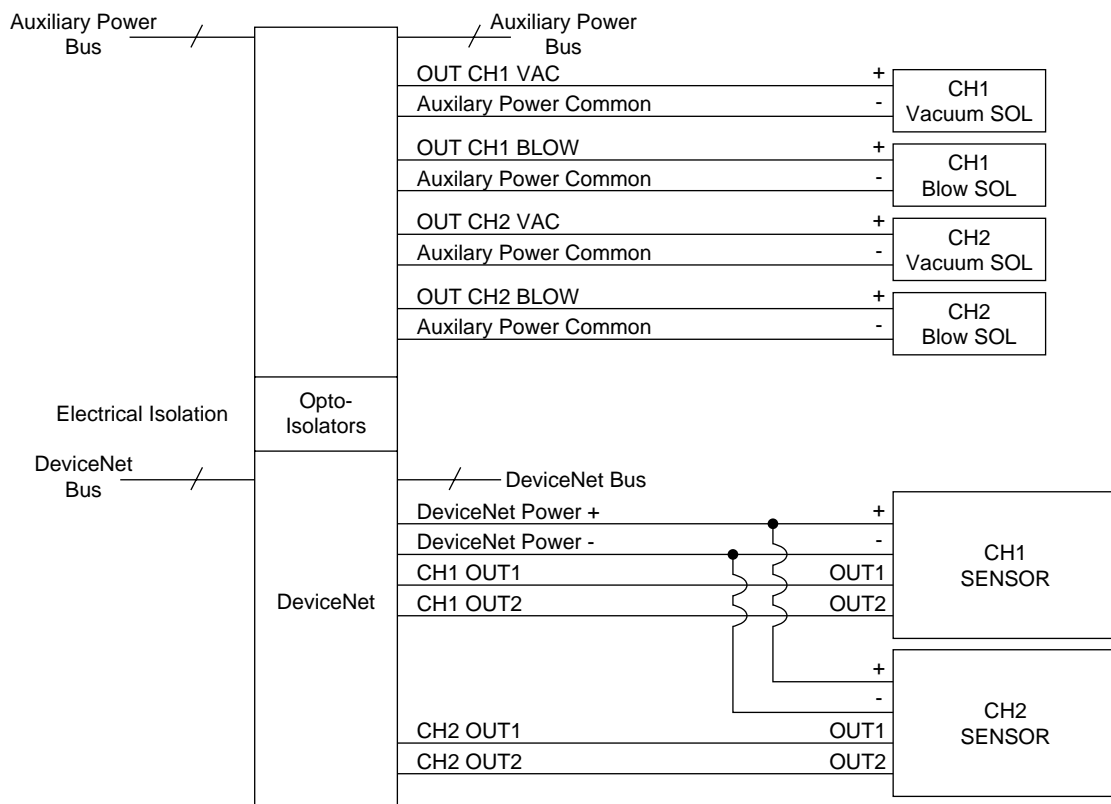 Auxiliary Power
Bus
Auxiliary Power
Bus
OUT CH1 VAC
+
Auxilary Power Common
-
CH1
Vacuum SOL
OUT CH1 BLOW
+
Auxilary Power Common
-
CH1
Blow SOL
OUT CH2 VAC
+
Auxilary Power Common
-
CH2
Vacuum SOL
OUT CH2 BLOW
+
Auxilary Power Common
-
CH2
Blow SOL
Electrical Isolation
Opto-
Isolators
DeviceNet
Bus
DeviceNet Bus
DeviceNet Power +
+
DeviceNet Power -
-
CH1 OUT1
OUT1
CH1 OUT2
OUT2
CH1
SENSOR
DeviceNet
+
-
CH2 OUT1
OUT1
CH2 OUT2
OUT2
CH2
SENSOR